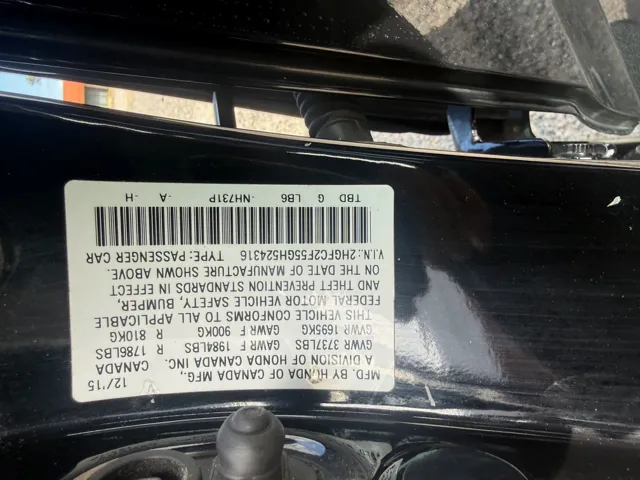 MFD. BY HONDA OF CANADA MFG., 12/15
A DIVISION OF HONDA CANADA INC. CANADA
GVWR 3737LBS GAWR F 1984LBS R 1786LBS
GVWR 1695KG GAWR F 900KG R 810KG
THIS VEHICLE CONFORMS TO ALL APPLICABLE
FEDERAL MOTOR VEHICLE SAFETY, BUMPER,
AND THEFT PREVENTION STANDARDS IN EFFECT
ON THE DATE OF MANUFACTURE SHOWN ABOVE.
V.I.N.: 2HGFC2F55GH524316 TYPE: PASSENGER CAR
TBD G LB6 -NH731P -A -H